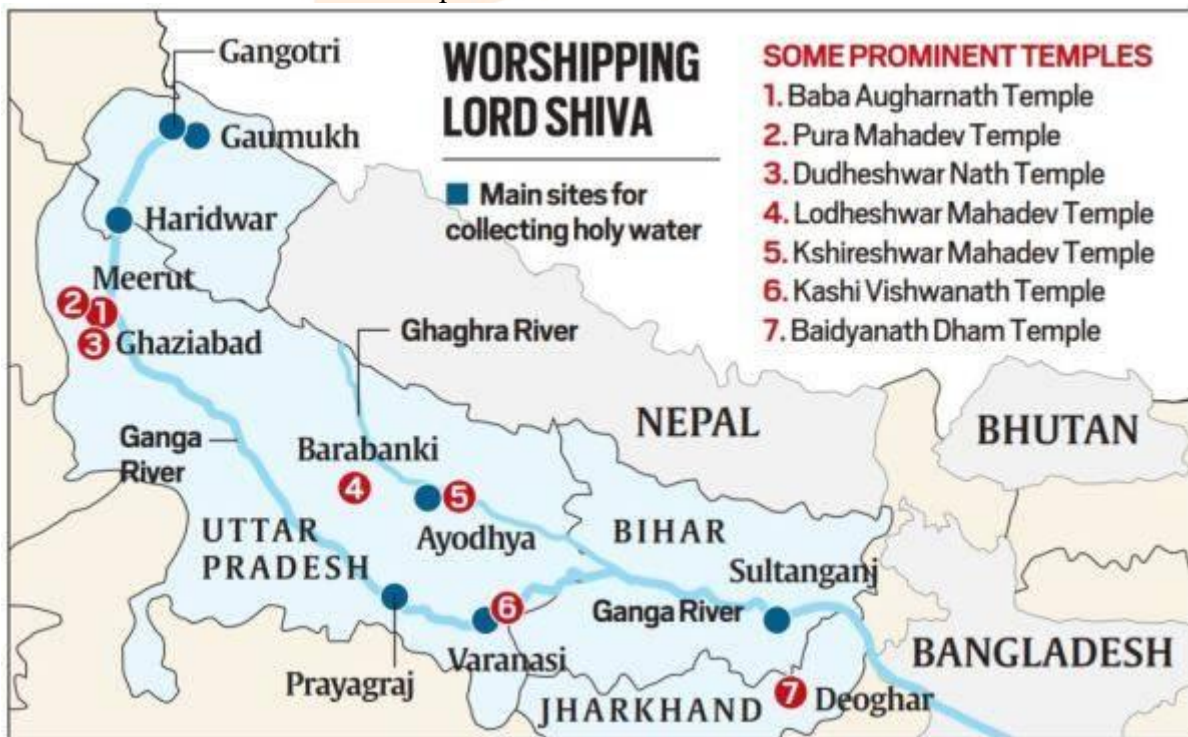 WORSHIPPING
LORD SHIVA
■ Main sites for
collecting holy water
SOME PROMINENT TEMPLES
1. Baba Augharnath Temple
2. Pura Mahadev Temple
3. Dudheshwar Nath Temple
4. Lodheshwar Mahadev Temple
5. Kshireshwar Mahadev Temple
6. Kashi Vishwanath Temple
7. Baidyanath Dham Temple
Gangotri
Gaumukh
Haridwar
Meerut
2
1
3 Ghaziabad
Ghaghra River
NEPAL
BHUTAN
Ganga
River
Barabanki
4
5
Ayodhya
UTTAR
PRADESH
BIHAR
Sultanganj
6
Ganga River
Varanasi
Prayagraj
BANGLADESH
JHARKHAND
7 Deoghar